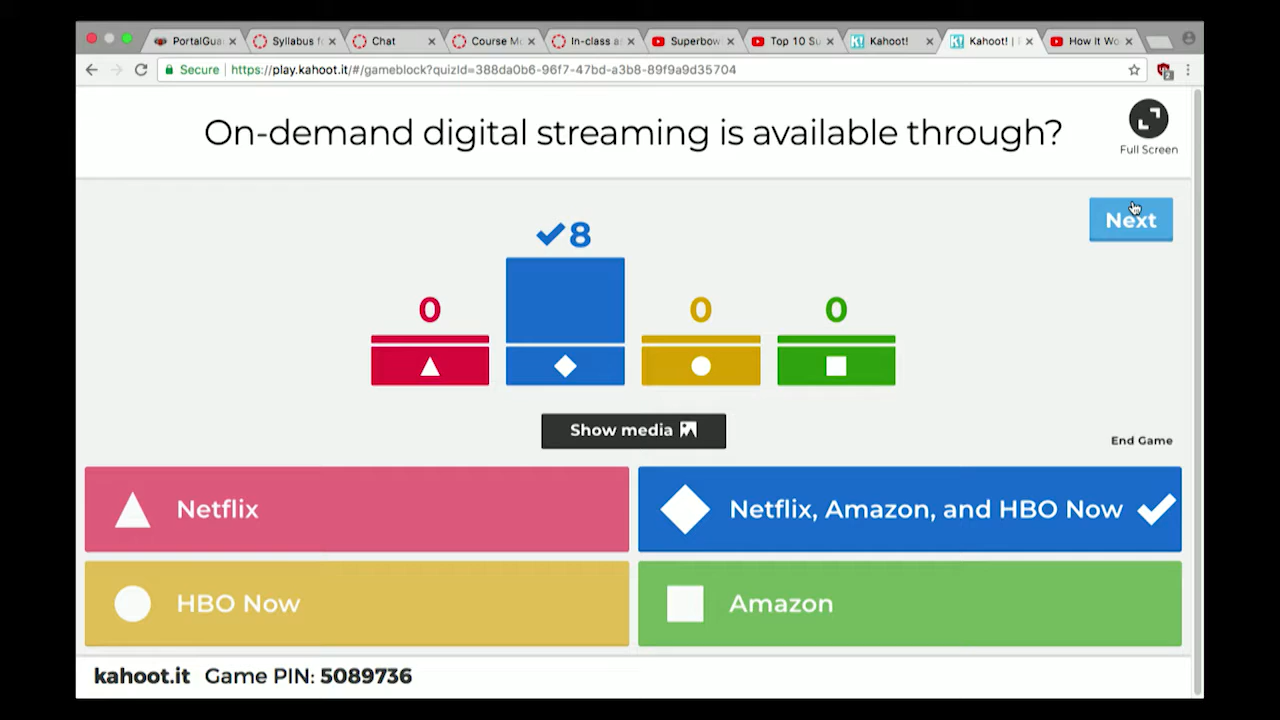 PortalGua
Syllabus fo
Chat
Course Mo
In-class a
Superbow
Top 10 Su
Kahoot!
Kahoot! | F
How It Wo
Secure
https://play.kahoot.it/#/gameblock?quizId=388da0b6-96f7-47bd-a3b8-89f9a9d35704
2
On-demand digital streaming is available through?
Full Screen
Next
0
8
0
0
Show media
End Game
Netflix
Netflix, Amazon, and HBO Now
HBO Now
Amazon
kahoot.it Game PIN: 5089736